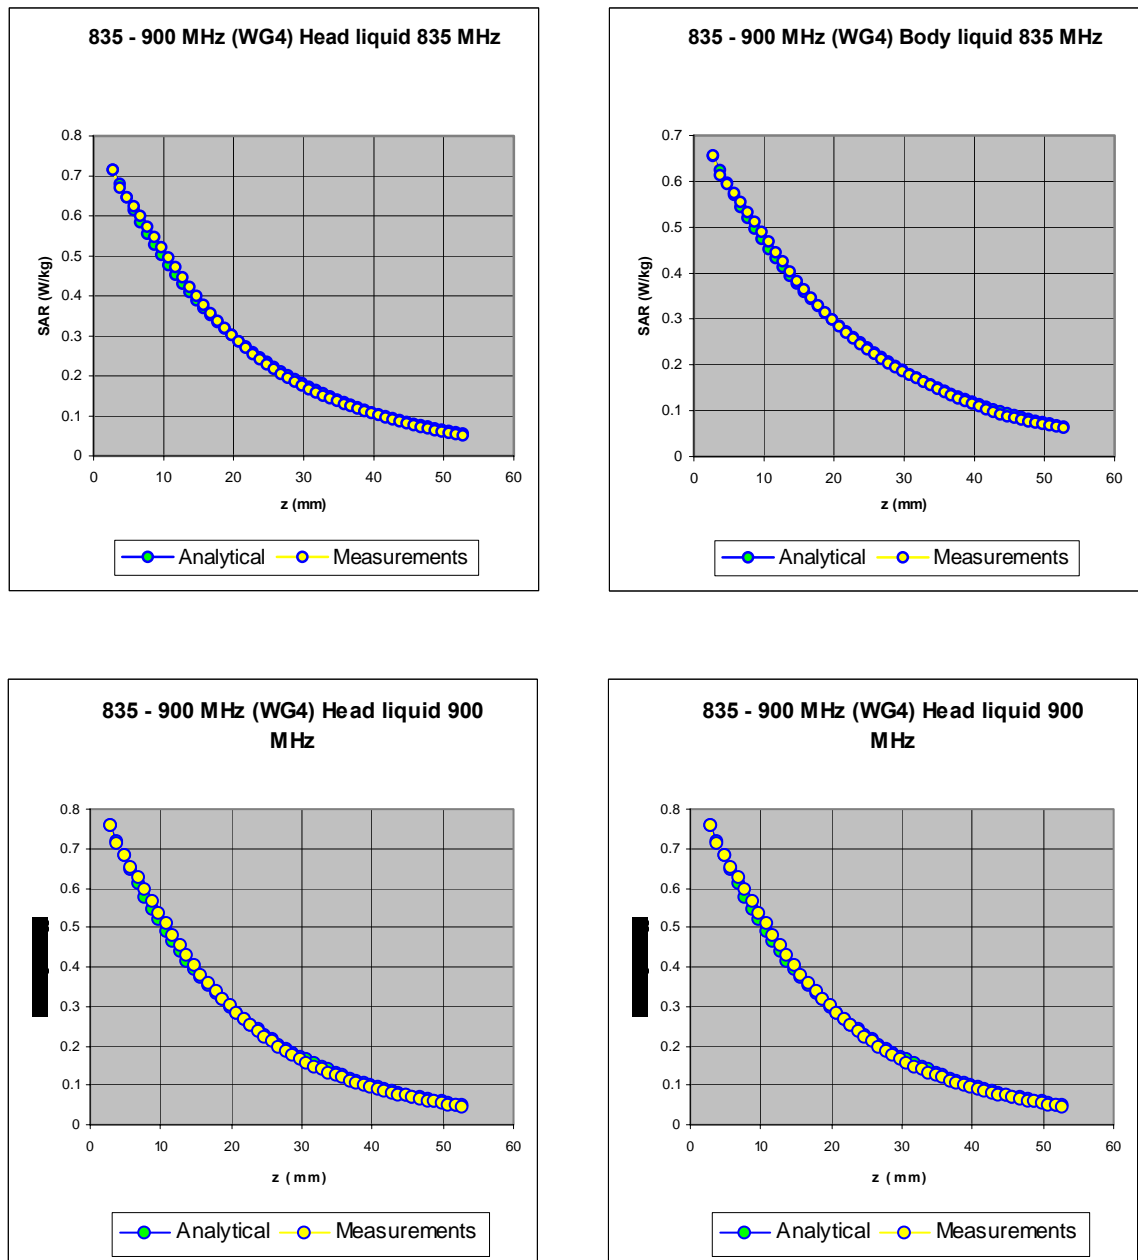 835 - 900 MHz (WG4) Head liquid 835 MHz
0.8
0.7
0.6
0.5
0.4
0.3
0.2
0.1
0
SAR (W/kg)
0 10 20 30 40 50 60
z (mm)
Analytical Measurements
835 - 900 MHz (WG4) Body liquid 835 MHz
0.7
0.6
0.5
0.4
0.3
0.2
0.1
0
SAR (W/kg)
0 10 20 30 40 50 60
z (mm)
Analytical Measurements
835 - 900 MHz (WG4) Head liquid 900
MHz
0.8
0.7
0.6
0.5
0.4
0.3
0.2
0.1
0
0 10 20 30 40 50 60
z ( mm)
Analytical Measurements
835 - 900 MHz (WG4) Head liquid 900
MHz
0.8
0.7
0.6
0.5
0.4
0.3
0.2
0.1
0
0 10 20 30 40 50 60
z ( mm)
Analytical Measurements